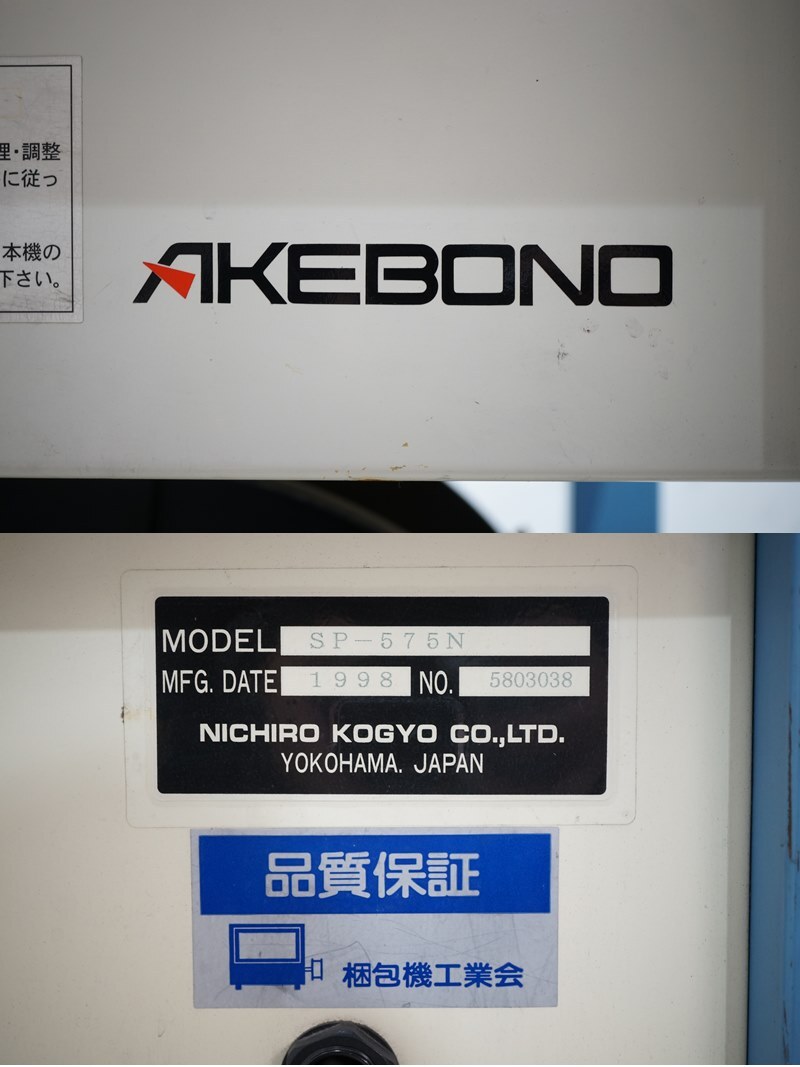 理・調整
に従っ
本機の
下さい。
AKEBONO
MODEL SP-575N
MFG. DATE 1998 NO. 5803038
NICHIRO KOGYO CO.,LTD.
YOKOHAMA. JAPAN
品質保証
梱包機工業会